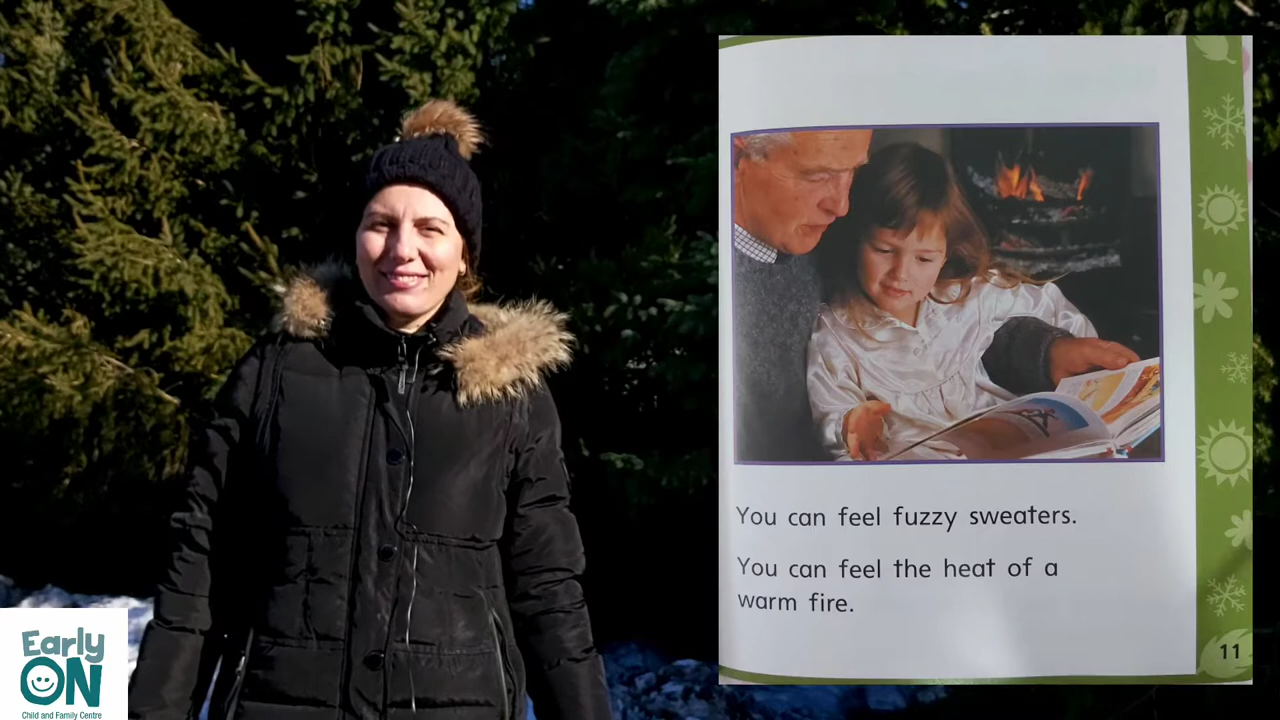 You can feel fuzzy sweaters.
You can feel the heat of a
warm fire.
11
Early
ON
Child and Family Centre